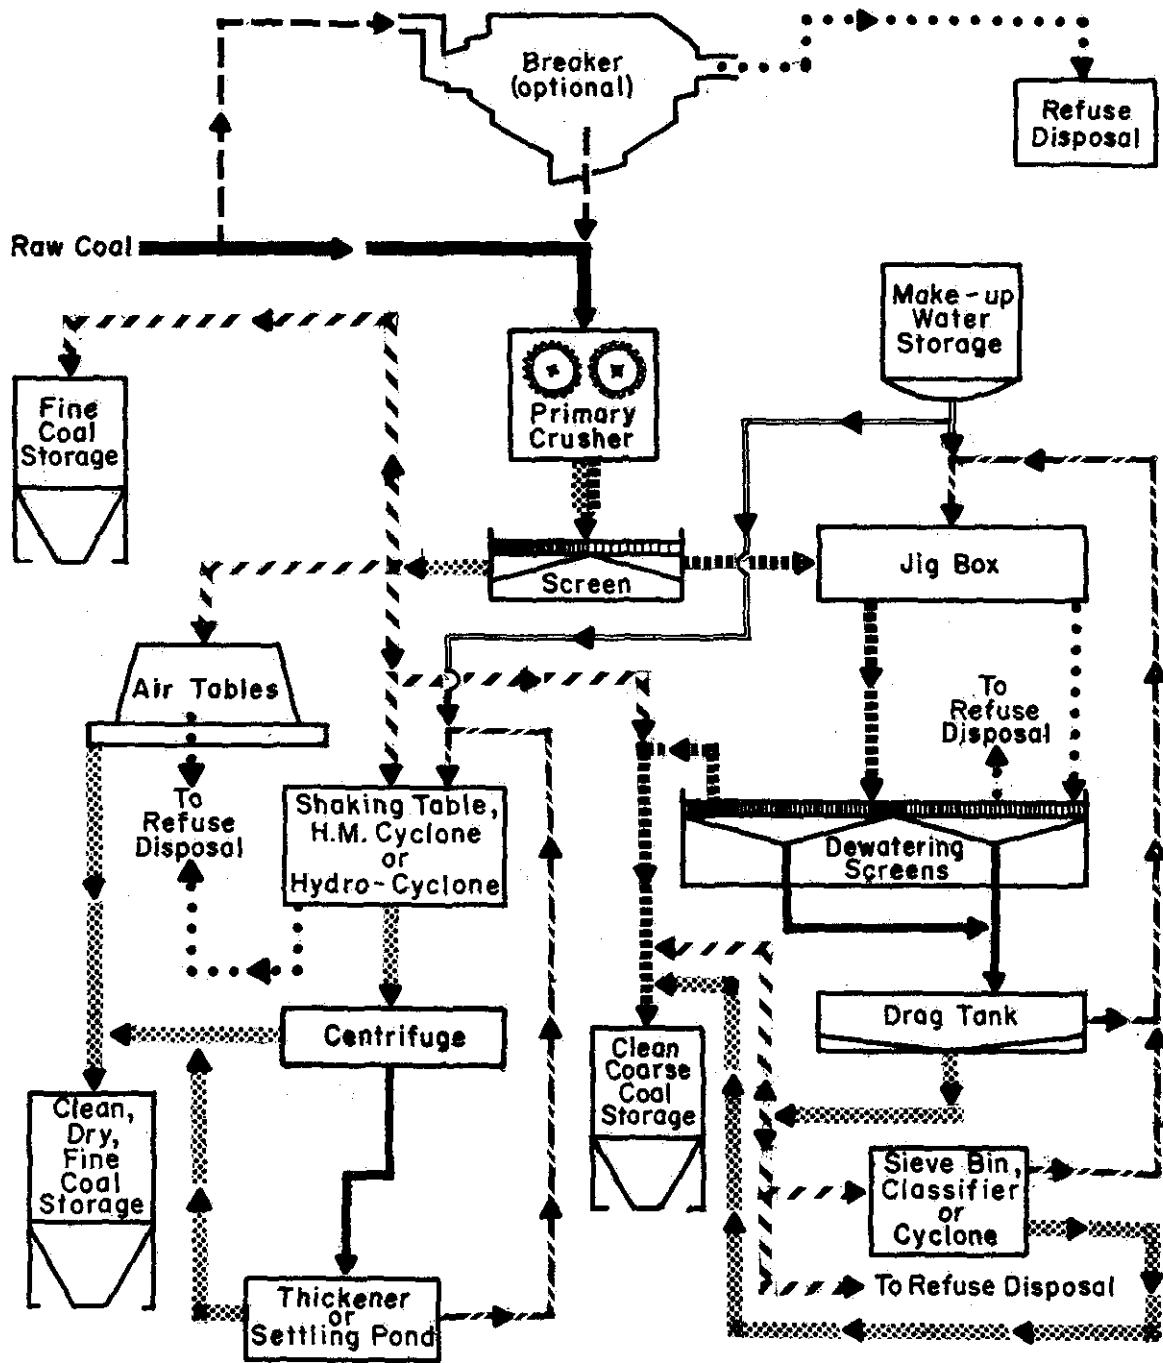 Breaker
(optional)
Refuse
Disposal
Raw Coal
Make-up
Water
Storage
Fine
Coal
Storage
Primary
Crusher
Screen
Jig Box
Air Tables
To
Refuse
Disposal
To
Refuse
Disposal
Shaking Table,
H.M. Cyclone
or
Hydro-Cyclone
Dewatering
Screens
Centrifuge
Drag Tank
Clean
Coarse
Coal
Storage
Clean,
Dry,
Fine
Coal
Storage
Sieve Bin,
Classifier
or
Cyclone
To Refuse Disposal
Thickener
or
Settling Pond